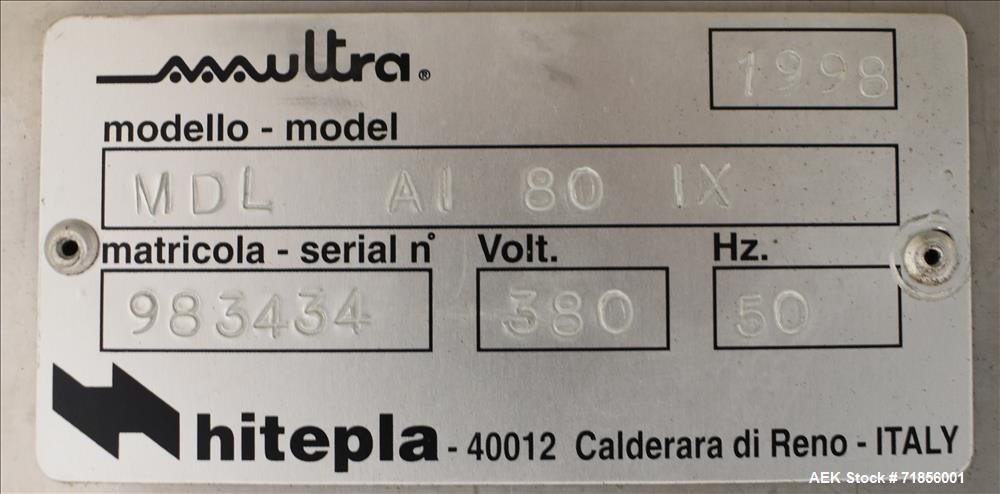 multra®
1998
modello - model
MDL AI 80 IX
matricola - serial n° Volt. Hz.
983434 380 50
hitepla - 40012 Calderara di Reno - ITALY
AEK Stock #71856001